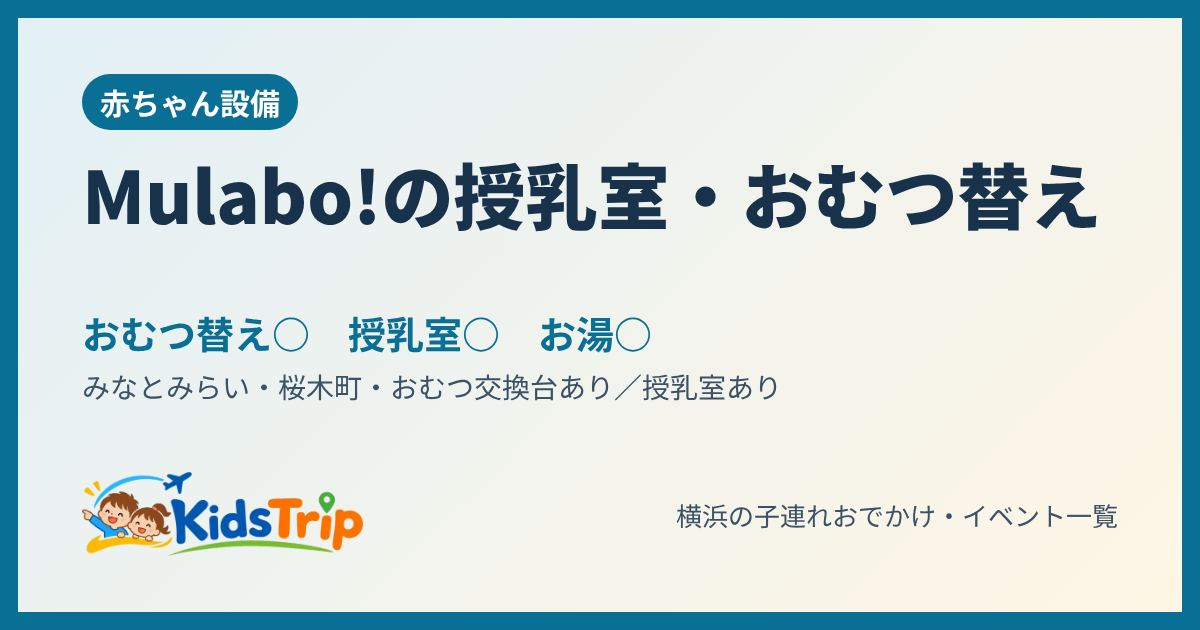 赤ちゃん設備
Mulabo!の授乳室・おむつ替え
おむつ替え○　授乳室○　お湯○
みなとみらい・桜木町・おむつ交換台あり／授乳室あり
KidsTrip
横浜の子連れおでかけ・イベント一覧